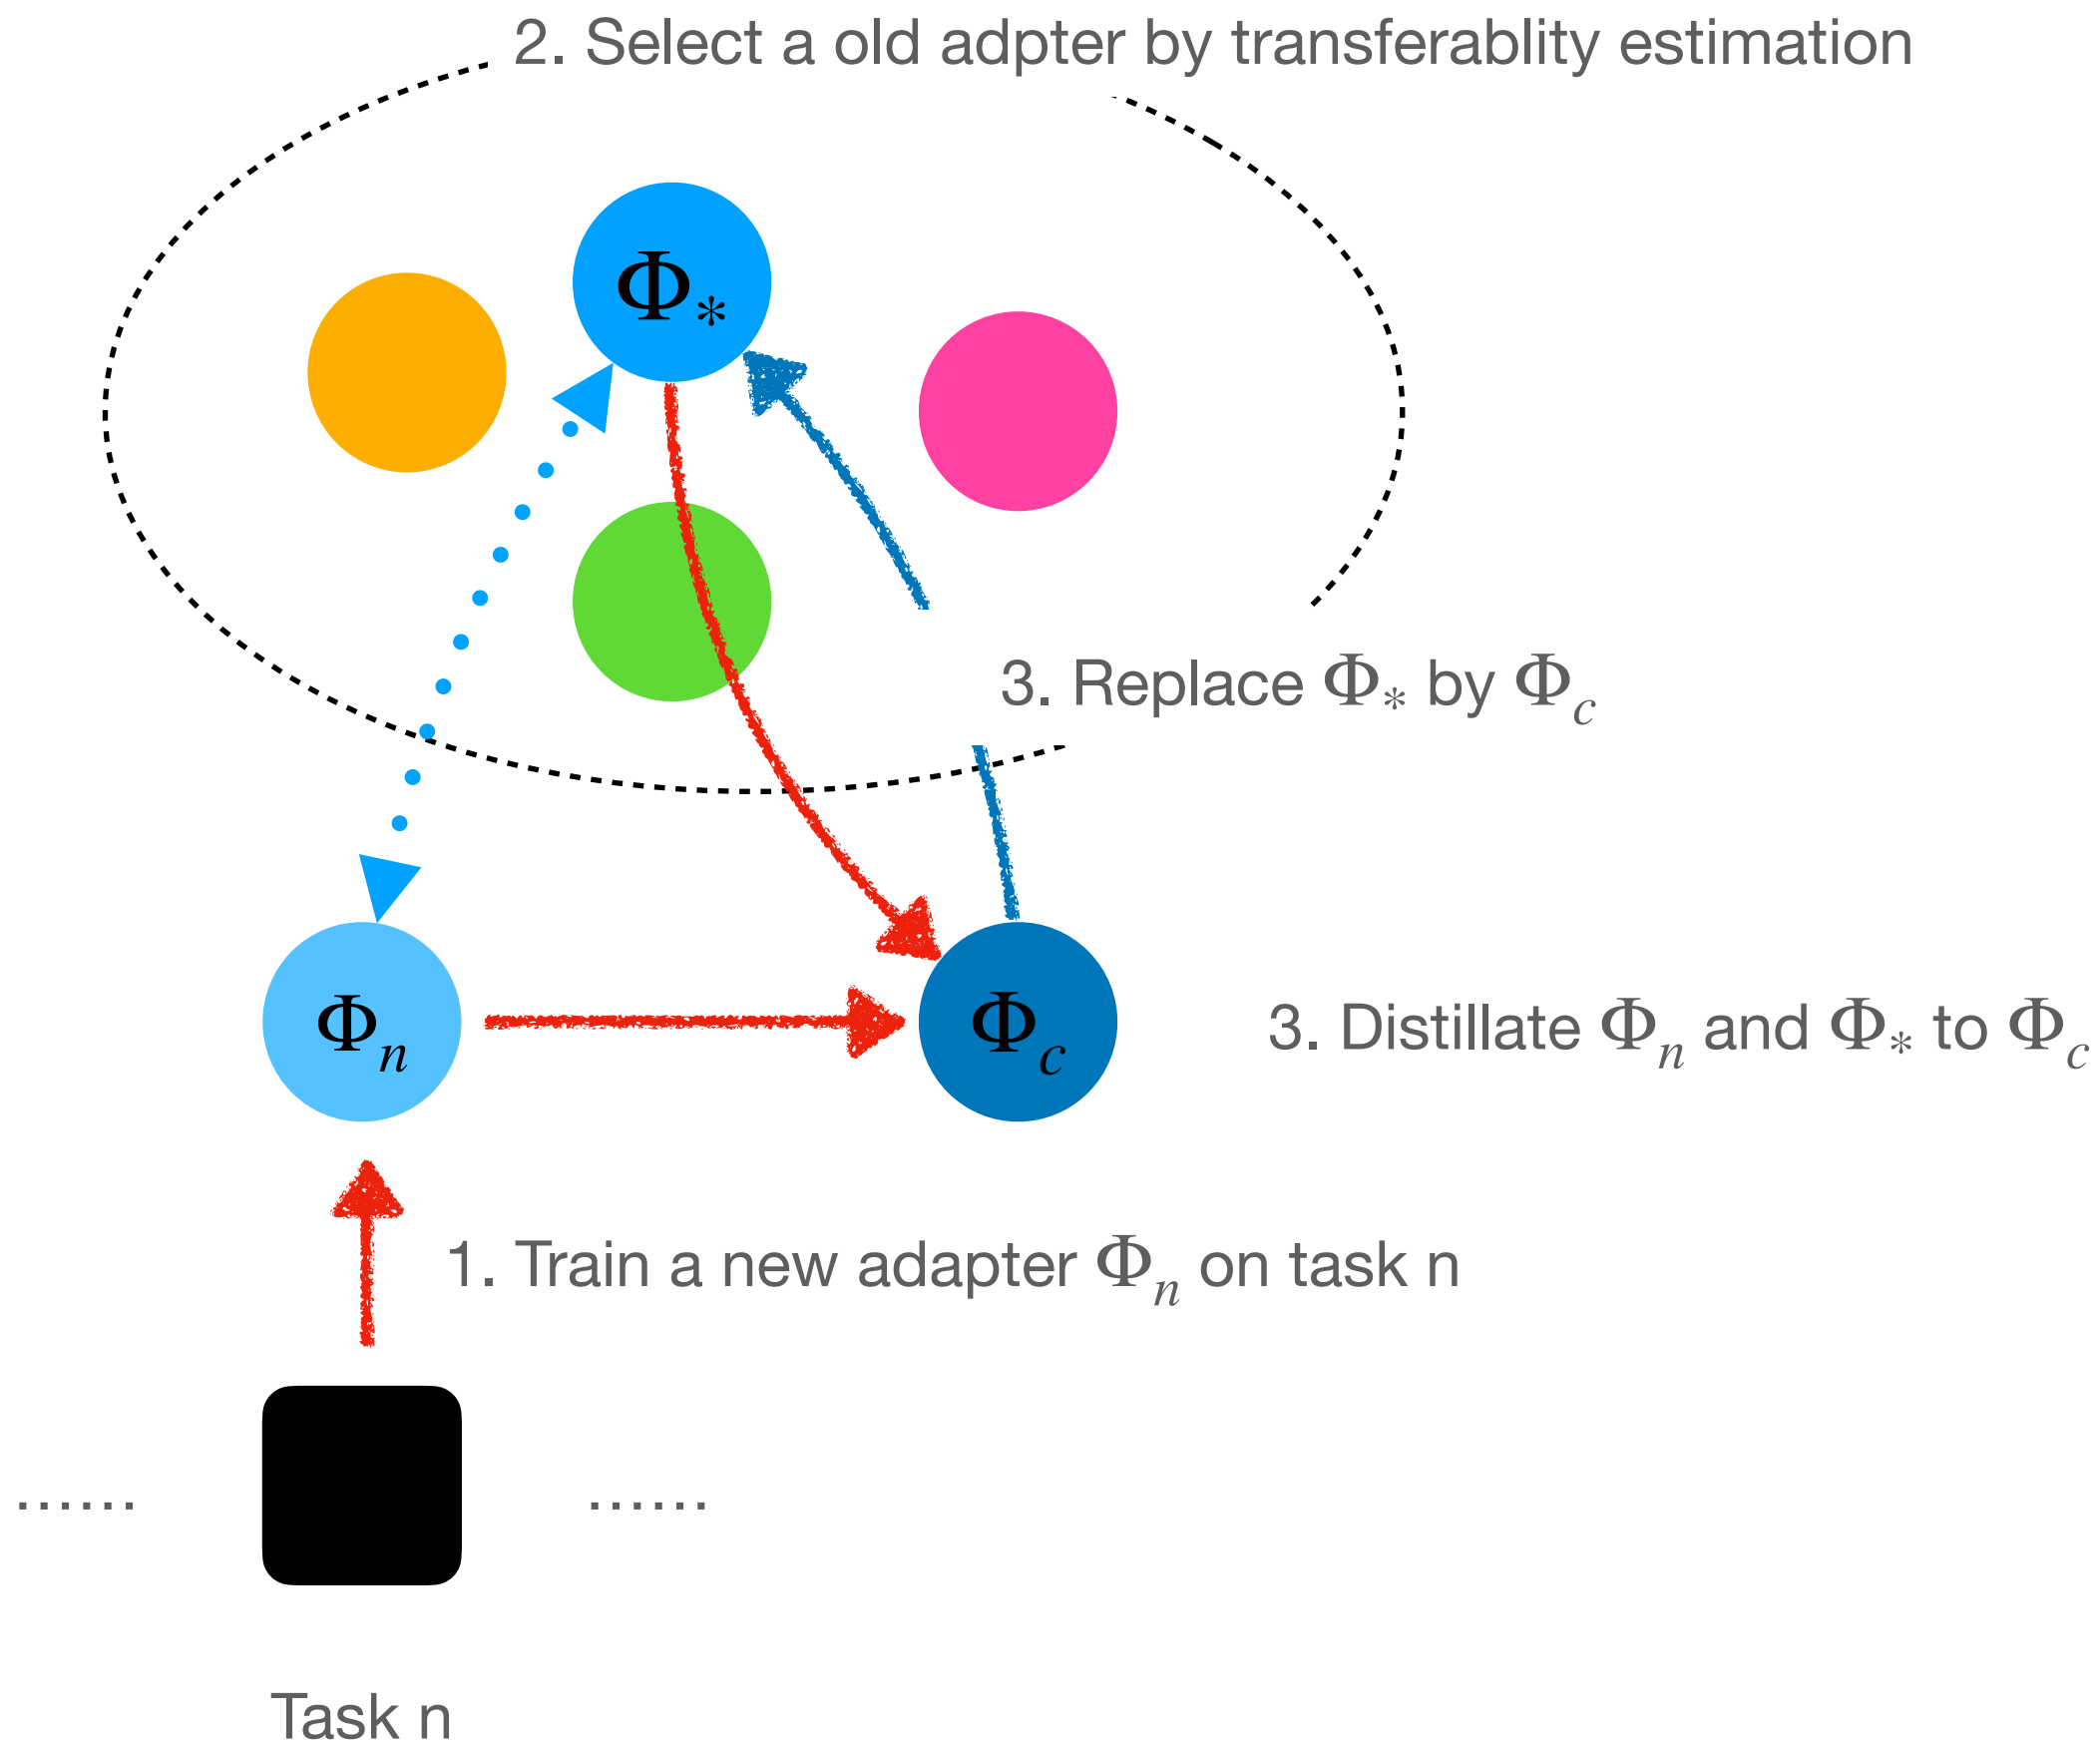 2. Select a old adpter by transferablity estimation
Φ*
3. Replace Φ* by Φc
Φn
Φc
3. Distillate Φn and Φ* to Φc
1. Train a new adapter Φn on task n
...... ......
Task n